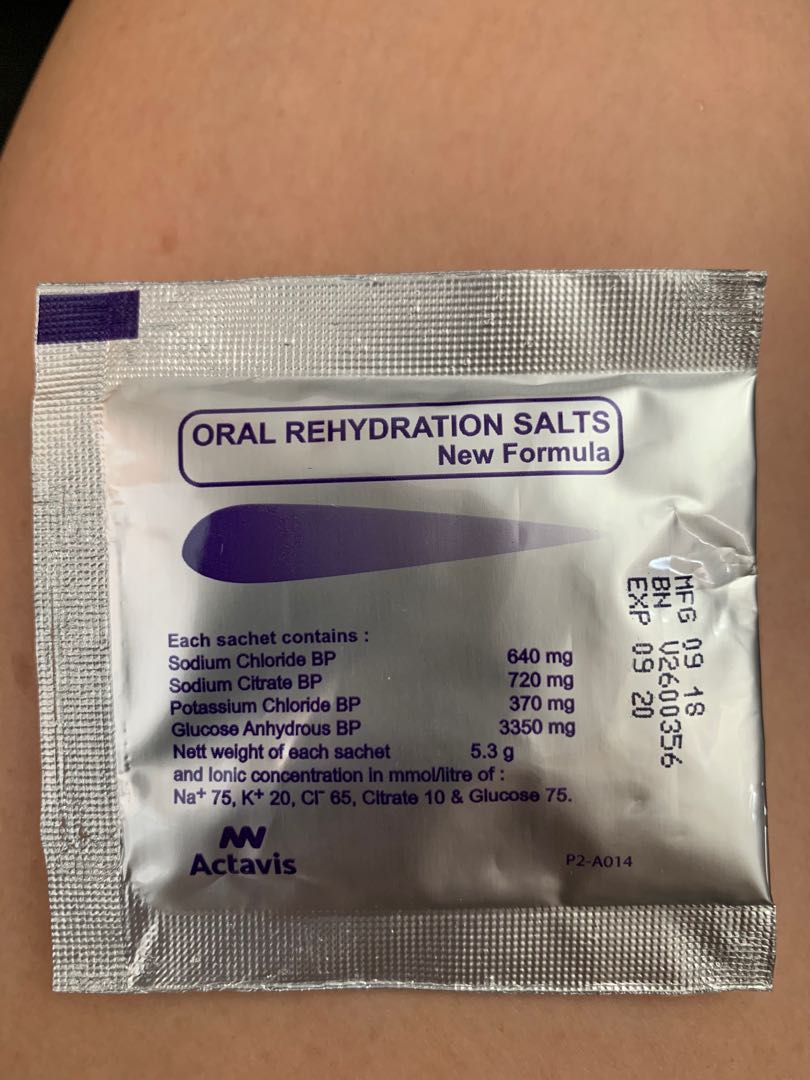 ORAL REHYDRATION SALTS
New Formula
Each sachet contains :
Sodium Chloride BP 640 mg
Sodium Citrate BP 720 mg
Potassium Chloride BP 370 mg
Glucose Anhydrous BP 3350 mg
Nett weight of each sachet 5.3 g
and Ionic concentration in mmol/litre of :
Na+ 75, K+ 20, Cl- 65, Citrate 10 & Glucose 75.
Actavis
P2-A014
MFG 09 18
BN V2600356
EXP 09 20